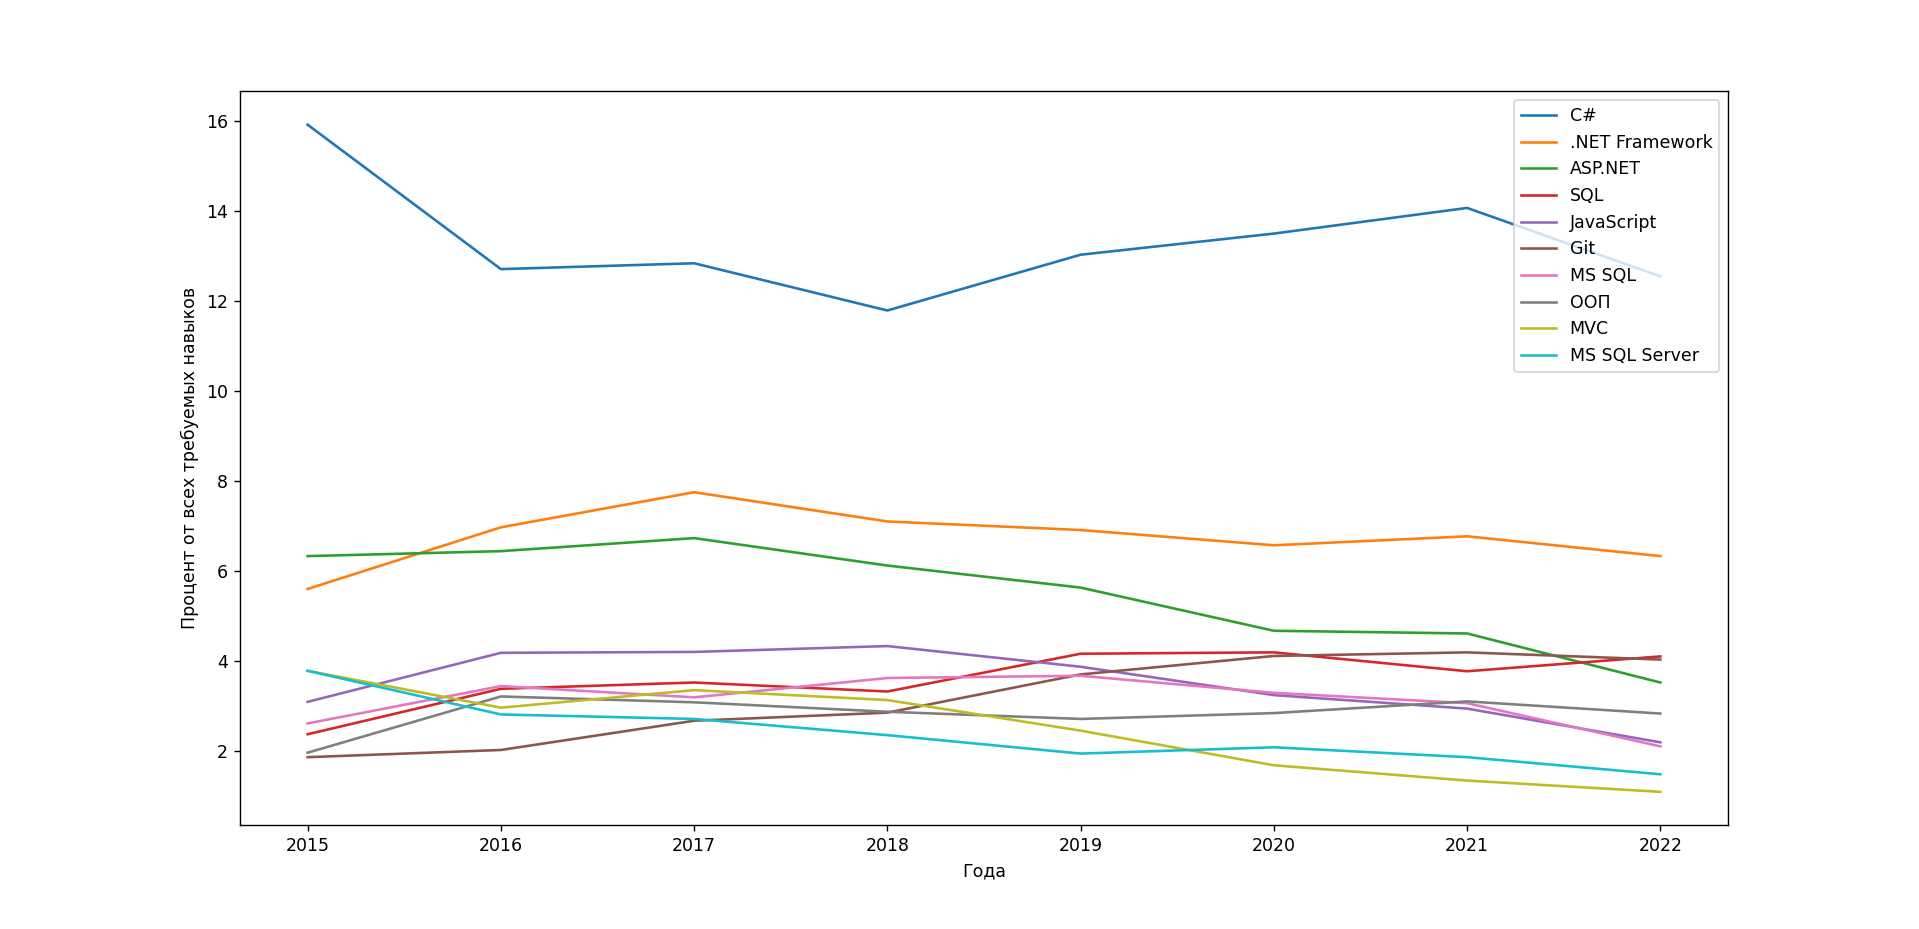 16
14
12
10
8
6
4
2
Процент от всех требуемых навыков
C#
.NET Framework
ASP.NET
SQL
JavaScript
Git
MS SQL
ООП
MVC
MS SQL Server
2015 2016 2017 2018 2019 2020 2021 2022
Года